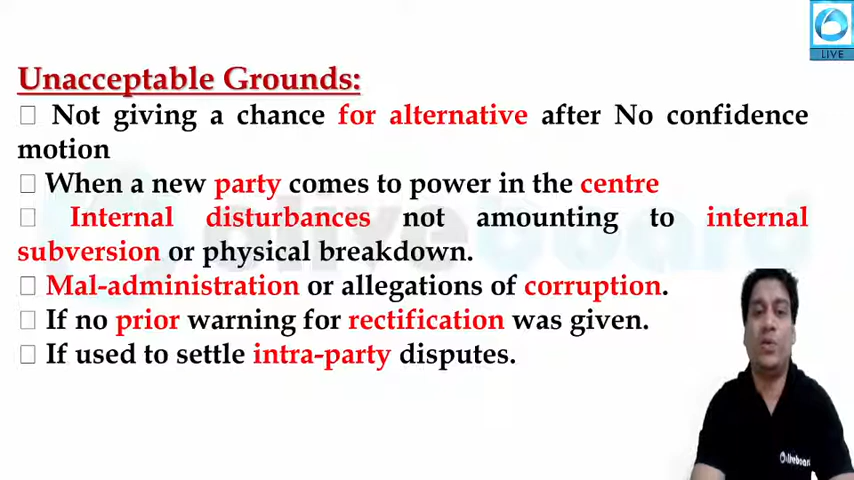 LIVE
Unacceptable Grounds:
Not giving a chance for alternative after No confidence
motion
When a new party comes to power in the centre
Internal disturbances not amounting to internal
subversion or physical breakdown.
Mal-administration or allegations of corruption.
If no prior warning for rectification was given.
If used to settle intra-party disputes.
oliveboard
Oliveboard